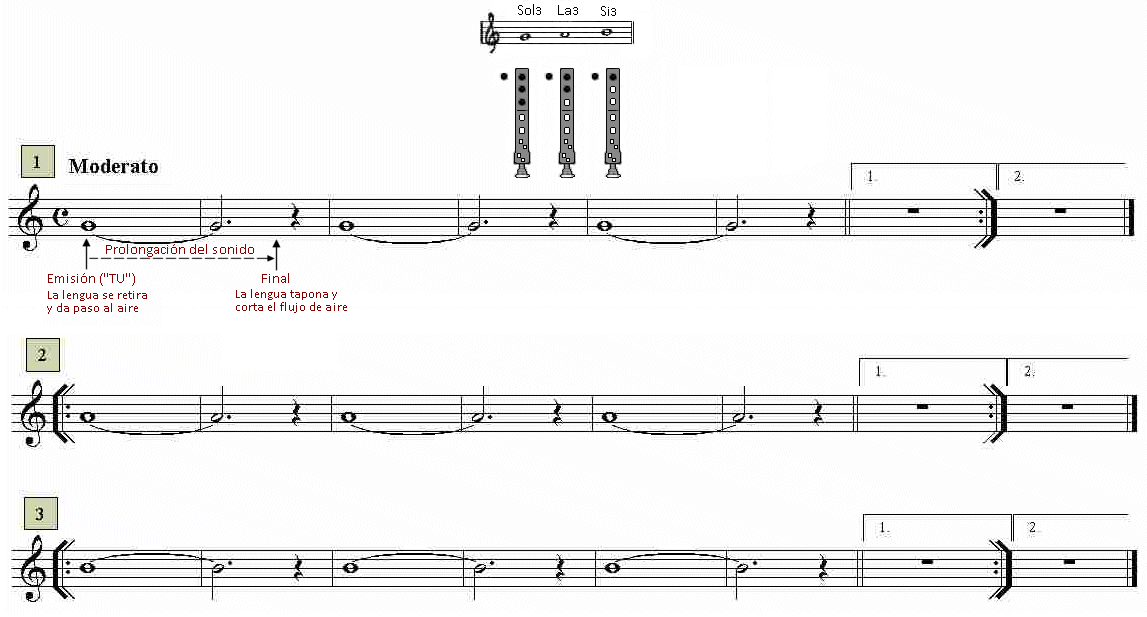 Sol3 La3 Si3
1 Moderato
1. 2.
Prolongación del sonido
Emisión ("TU")
La lengua se retira
y da paso al aire
Final
La lengua tapona y
corta el flujo de aire
2
1. 2.
3
1. 2.